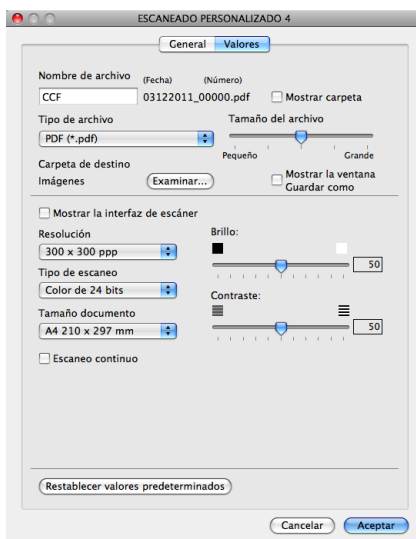 ESCANEADO PERSONALIZADO 4
General Valores
Nombre de archivo (Fecha) (Número)
CCF 03122011_00000.pdf Mostrar carpeta
Tipo de archivo Tamaño del archivo
PDF (*.pdf)
Pequeño Grande
Carpeta de destino
Imágenes Examinar... Mostrar la ventana
Guardar como
Mostrar la interfaz de escáner
Resolución Brillo:
300 x 300 ppp
50
Tipo de escaneo
Color de 24 bits
Contraste:
Tamaño documento
A4 210 x 297 mm 50
Escaneo continuo
Restablecer valores predeterminados
Cancelar Aceptar